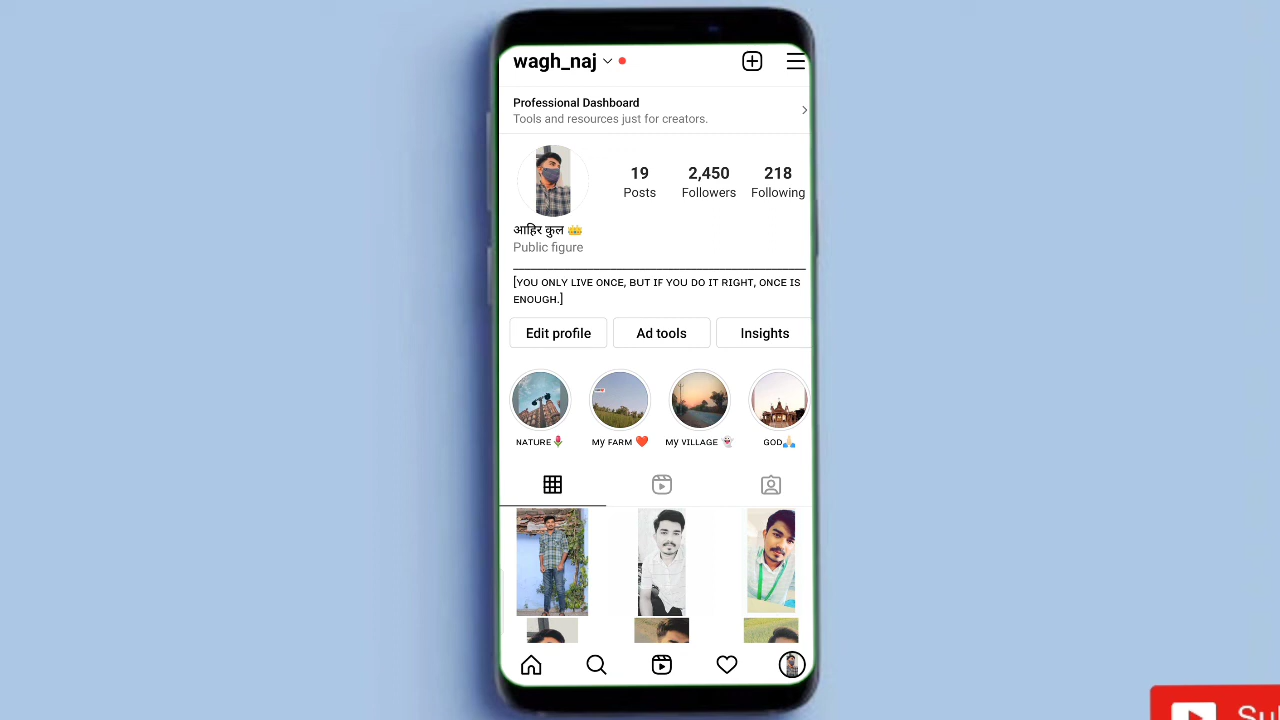 wagh_naj
Professional Dashboard
Tools and resources just for creators.
19 2,450 218
Posts Followers Following
आहिर कुल 👑
Public figure
[YOU ONLY LIVE ONCE, BUT IF YOU DO IT RIGHT, ONCE IS
ENOUGH.]
Edit profile Ad tools Insights
NATURE🌷 My FARM ❤️ My VILLAGE 👻 GOD🙏🏻